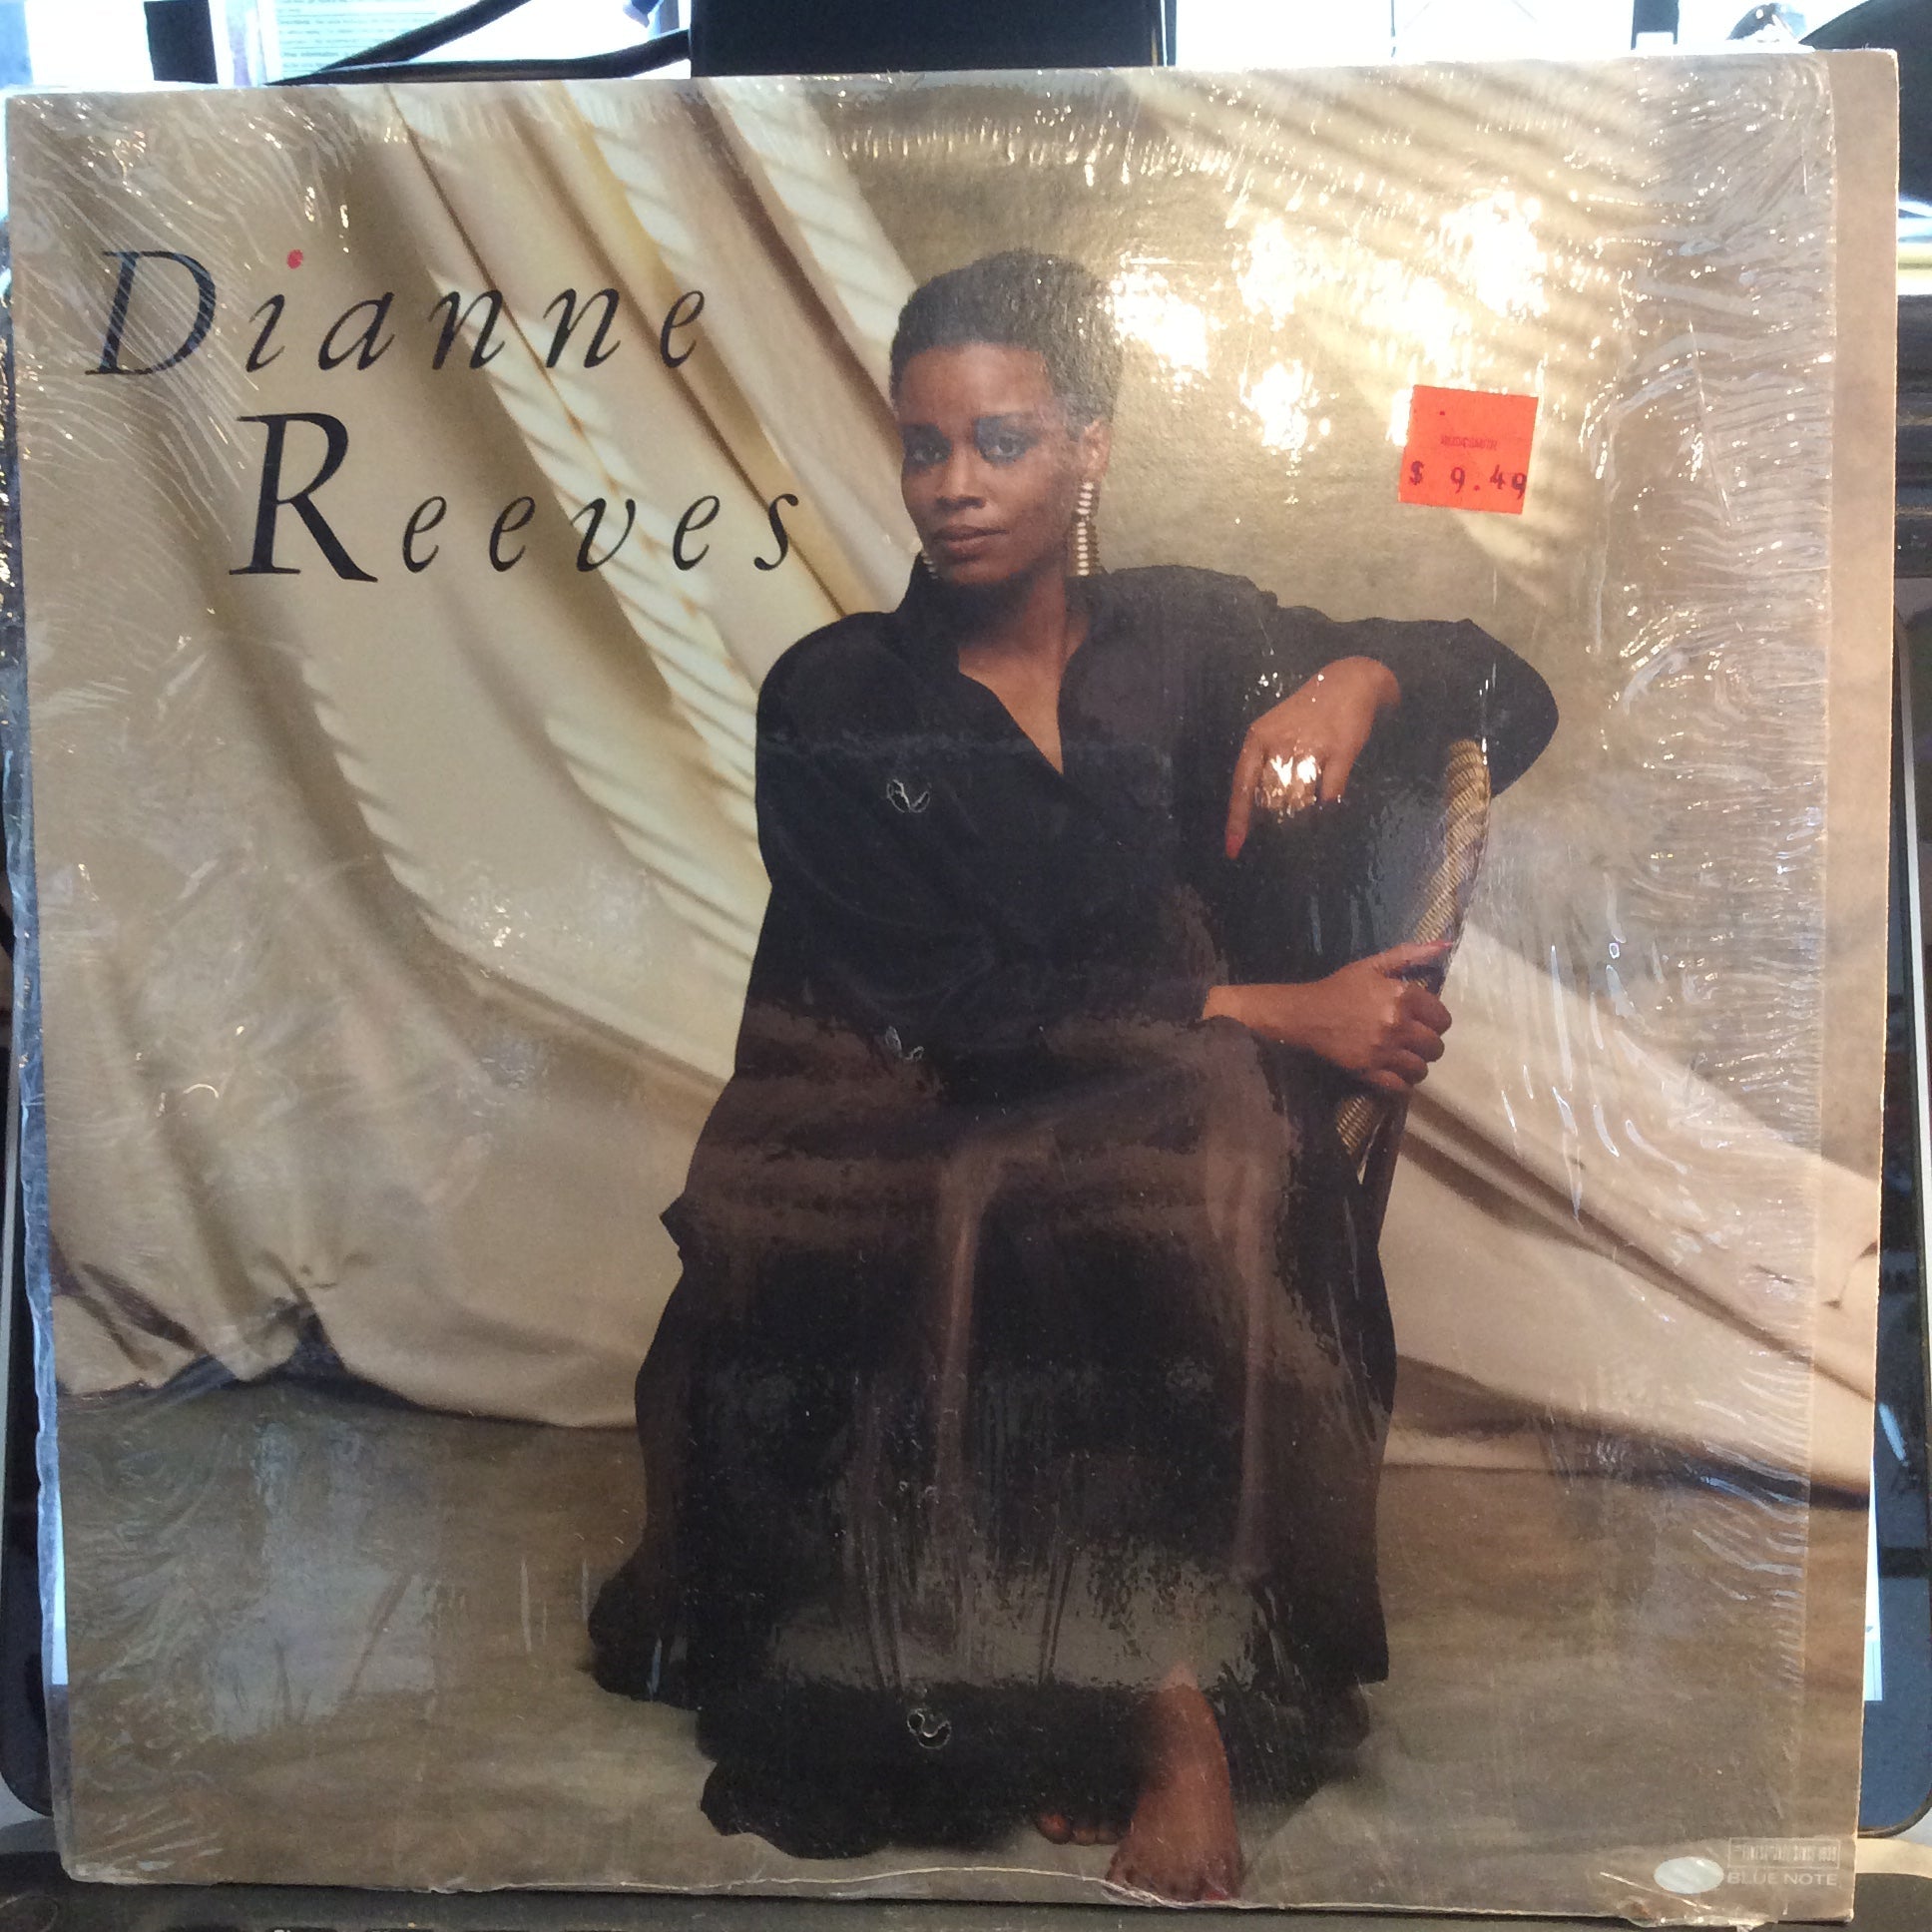 Dianne
Reeves
$ 9.49
BLUE NOTE